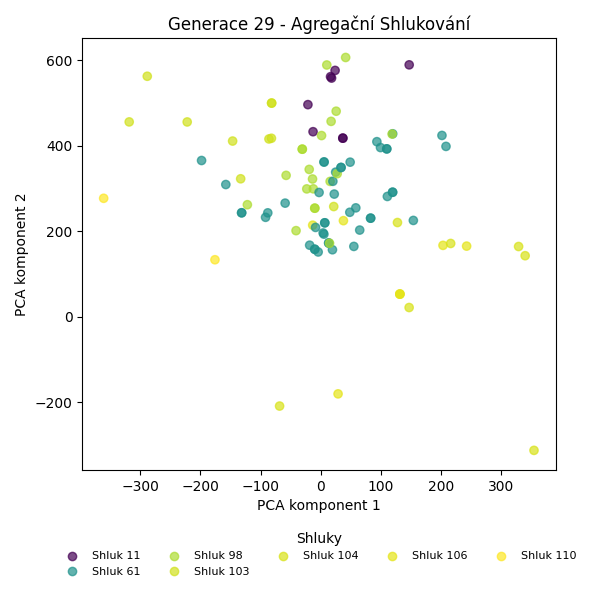 Generace 29 - Agregační Shlukování
PCA komponent 2
600
400
200
0
−200
−300
−200
−100
0
100
200
300
PCA komponent 1
Shluky
Shluk 11
Shluk 98
Shluk 104
Shluk 106
Shluk 110
Shluk 61
Shluk 103